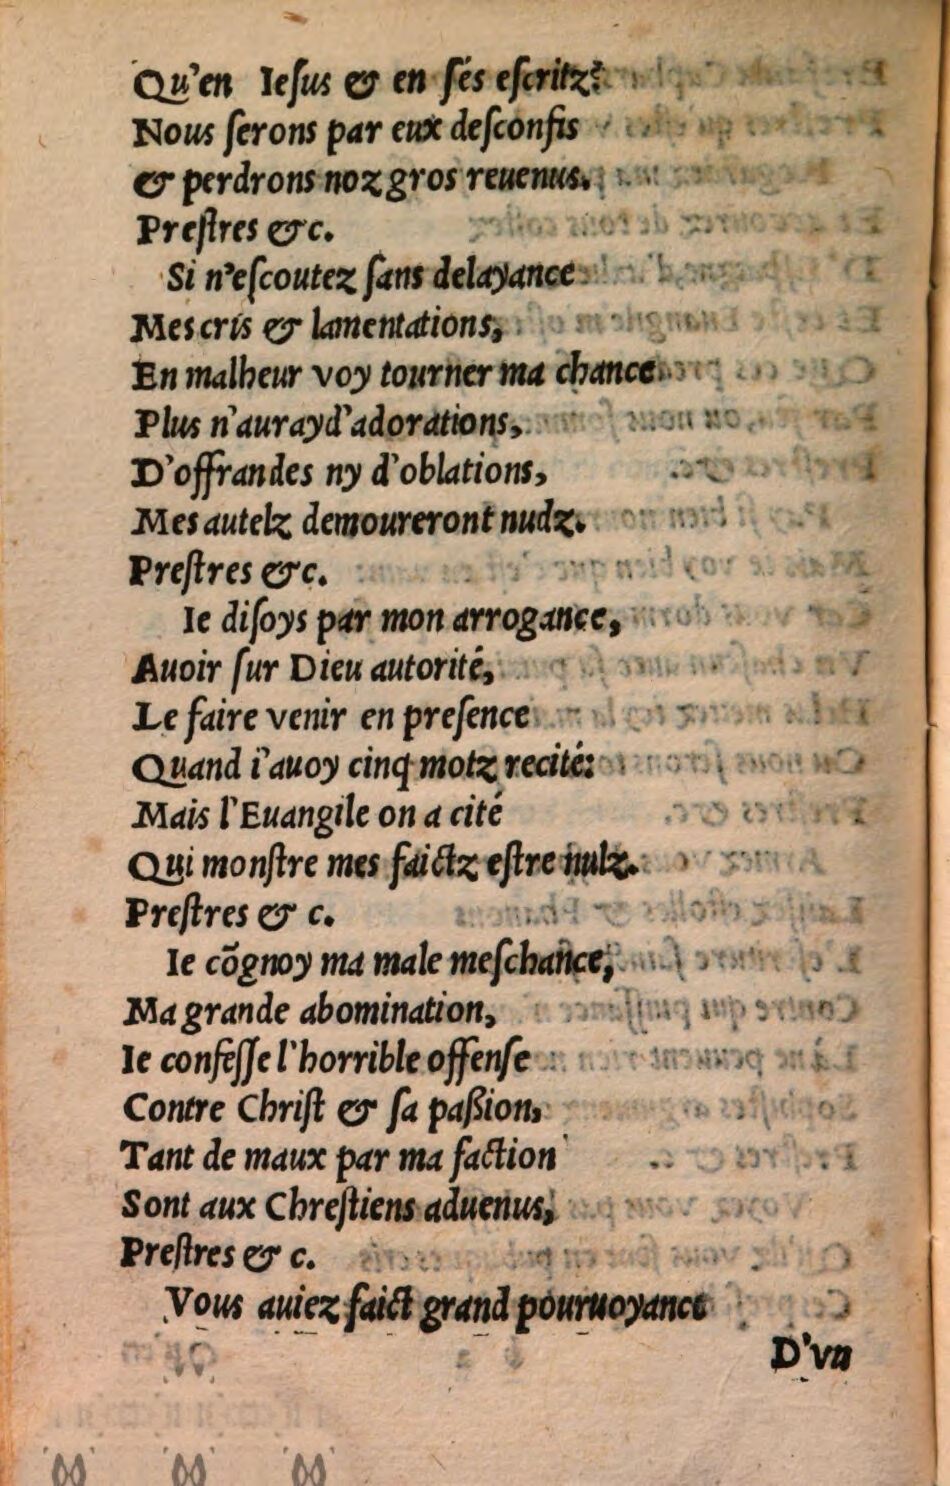 Qu'en Iesus & en sés escritz?
Nous serons par eux desconfis
& perdrons noz gros reuenus.
Prestres &c.
Si n'escoutez sans delayance
Mes cris & lamentations,
En malheur voy tourner ma chance
Plus n'auray d'adorations,
D'offrandes ny d'oblations,
Mes autelz demoureront nudz.
Prestres &c.
Ie disoys par mon arrogance,
Auoir sur Dieu autorité,
Le faire venir en presence
Quand i'auoy cinq motz recité:
Mais l'Euangile on a cité
Qui monstre mes faictz estre nulz.
Prestres & c.
Ie cõgnoy ma male meschance,
Ma grande abomination,
Ie confesse l'horrible offense
Contre Christ & sa paßion,
Tant de maux par ma faction
Sont aux Chrestiens aduenus,
Prestres & c.
Vous auiez faict grand pouruoyance
D'vn